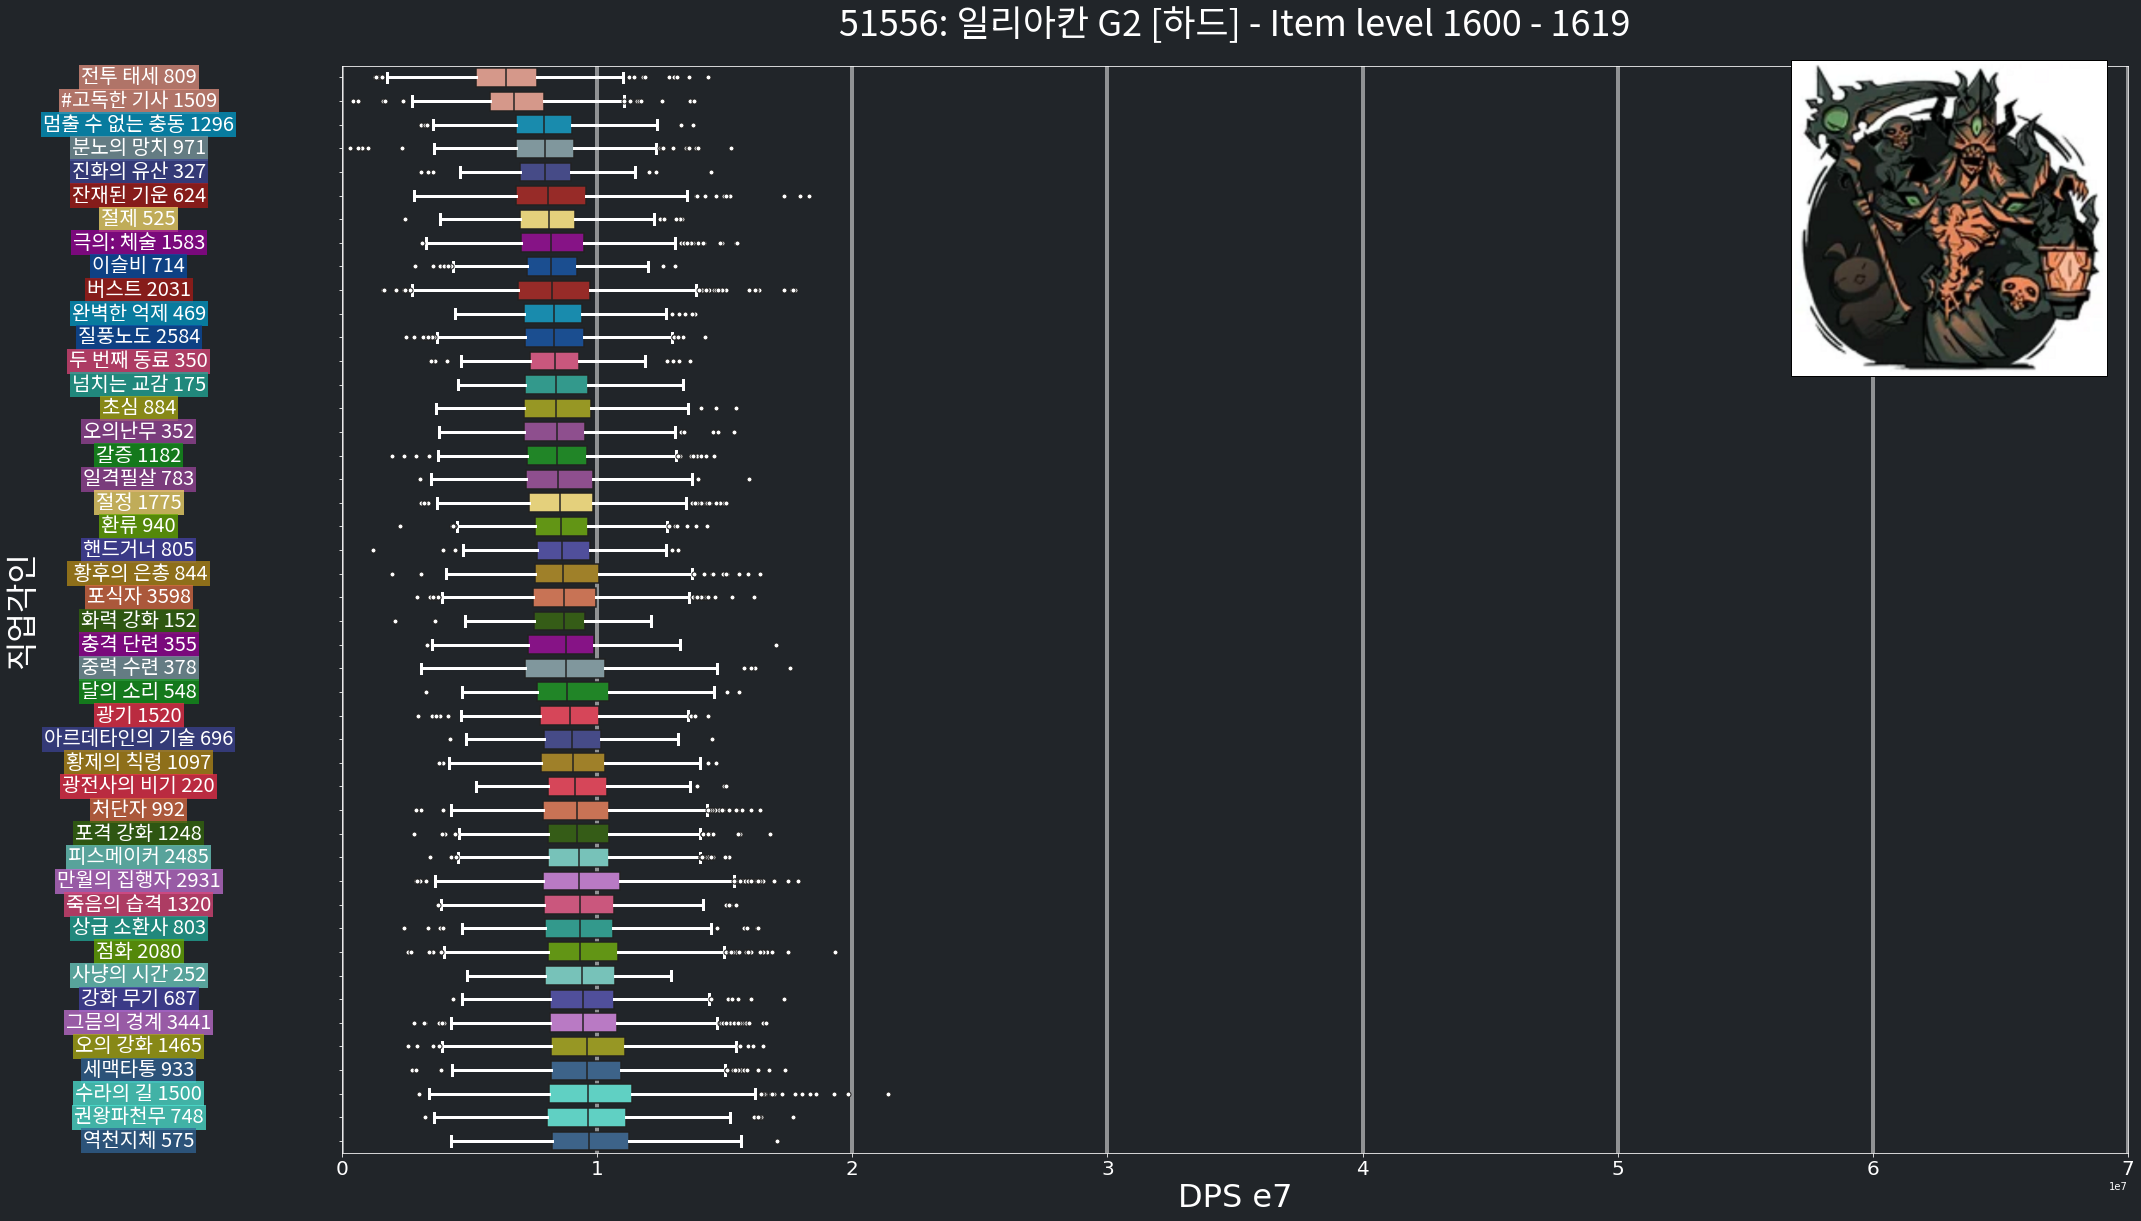 51556: 일리아칸 G2 [하드] - Item level 1600 - 1619
전투 태세 809
#고독한 기사 1509
멈출 수 없는 충동 1296
분노의 망치 971
진화의 유산 327
잔재된 기운 624
절제 525
극의: 체술 1583
이슬비 714
버스트 2031
완벽한 억제 469
질풍노도 2584
두 번째 동료 350
넘치는 교감 175
초심 884
오의난무 352
갈증 1182
일격필살 783
절정 1775
환류 940
핸드거너 805
황후의 은총 844
포식자 3598
화력 강화 152
충격 단련 355
중력 수련 378
달의 소리 548
광기 1520
아르데타인의 기술 696
황제의 칙령 1097
광전사의 비기 220
처단자 992
포격 강화 1248
피스메이커 2485
만월의 집행자 2931
죽음의 습격 1320
상급 소환사 803
점화 2080
사냥의 시간 252
강화 무기 687
그믐의 경계 3441
오의 강화 1465
세맥타통 933
수라의 길 1500
권왕파천무 748
역천지체 575
직업각인
0 1 2 3 4 5 6 7
1e7
DPS e7